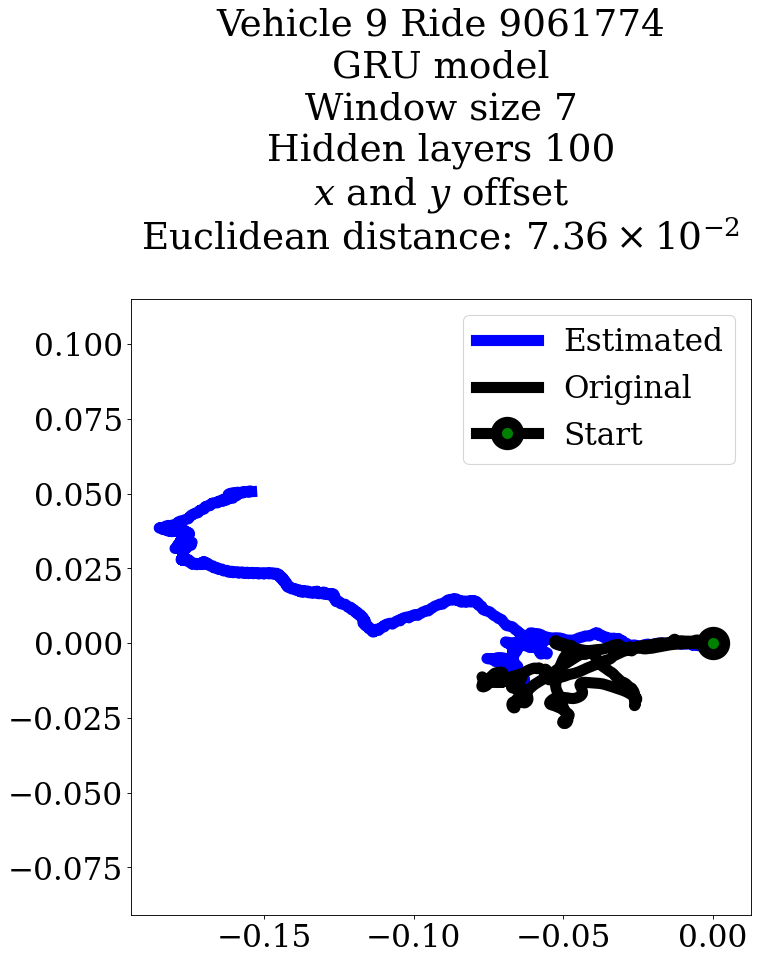 Vehicle 9 Ride 9061774
GRU model
Window size 7
Hidden layers 100
x and y offset
Euclidean distance: 7.36 × 10⁻²
Estimated
Original
Start
0.100
0.075
0.050
0.025
0.000
−0.025
−0.050
−0.075
−0.15 −0.10 −0.05 0.00